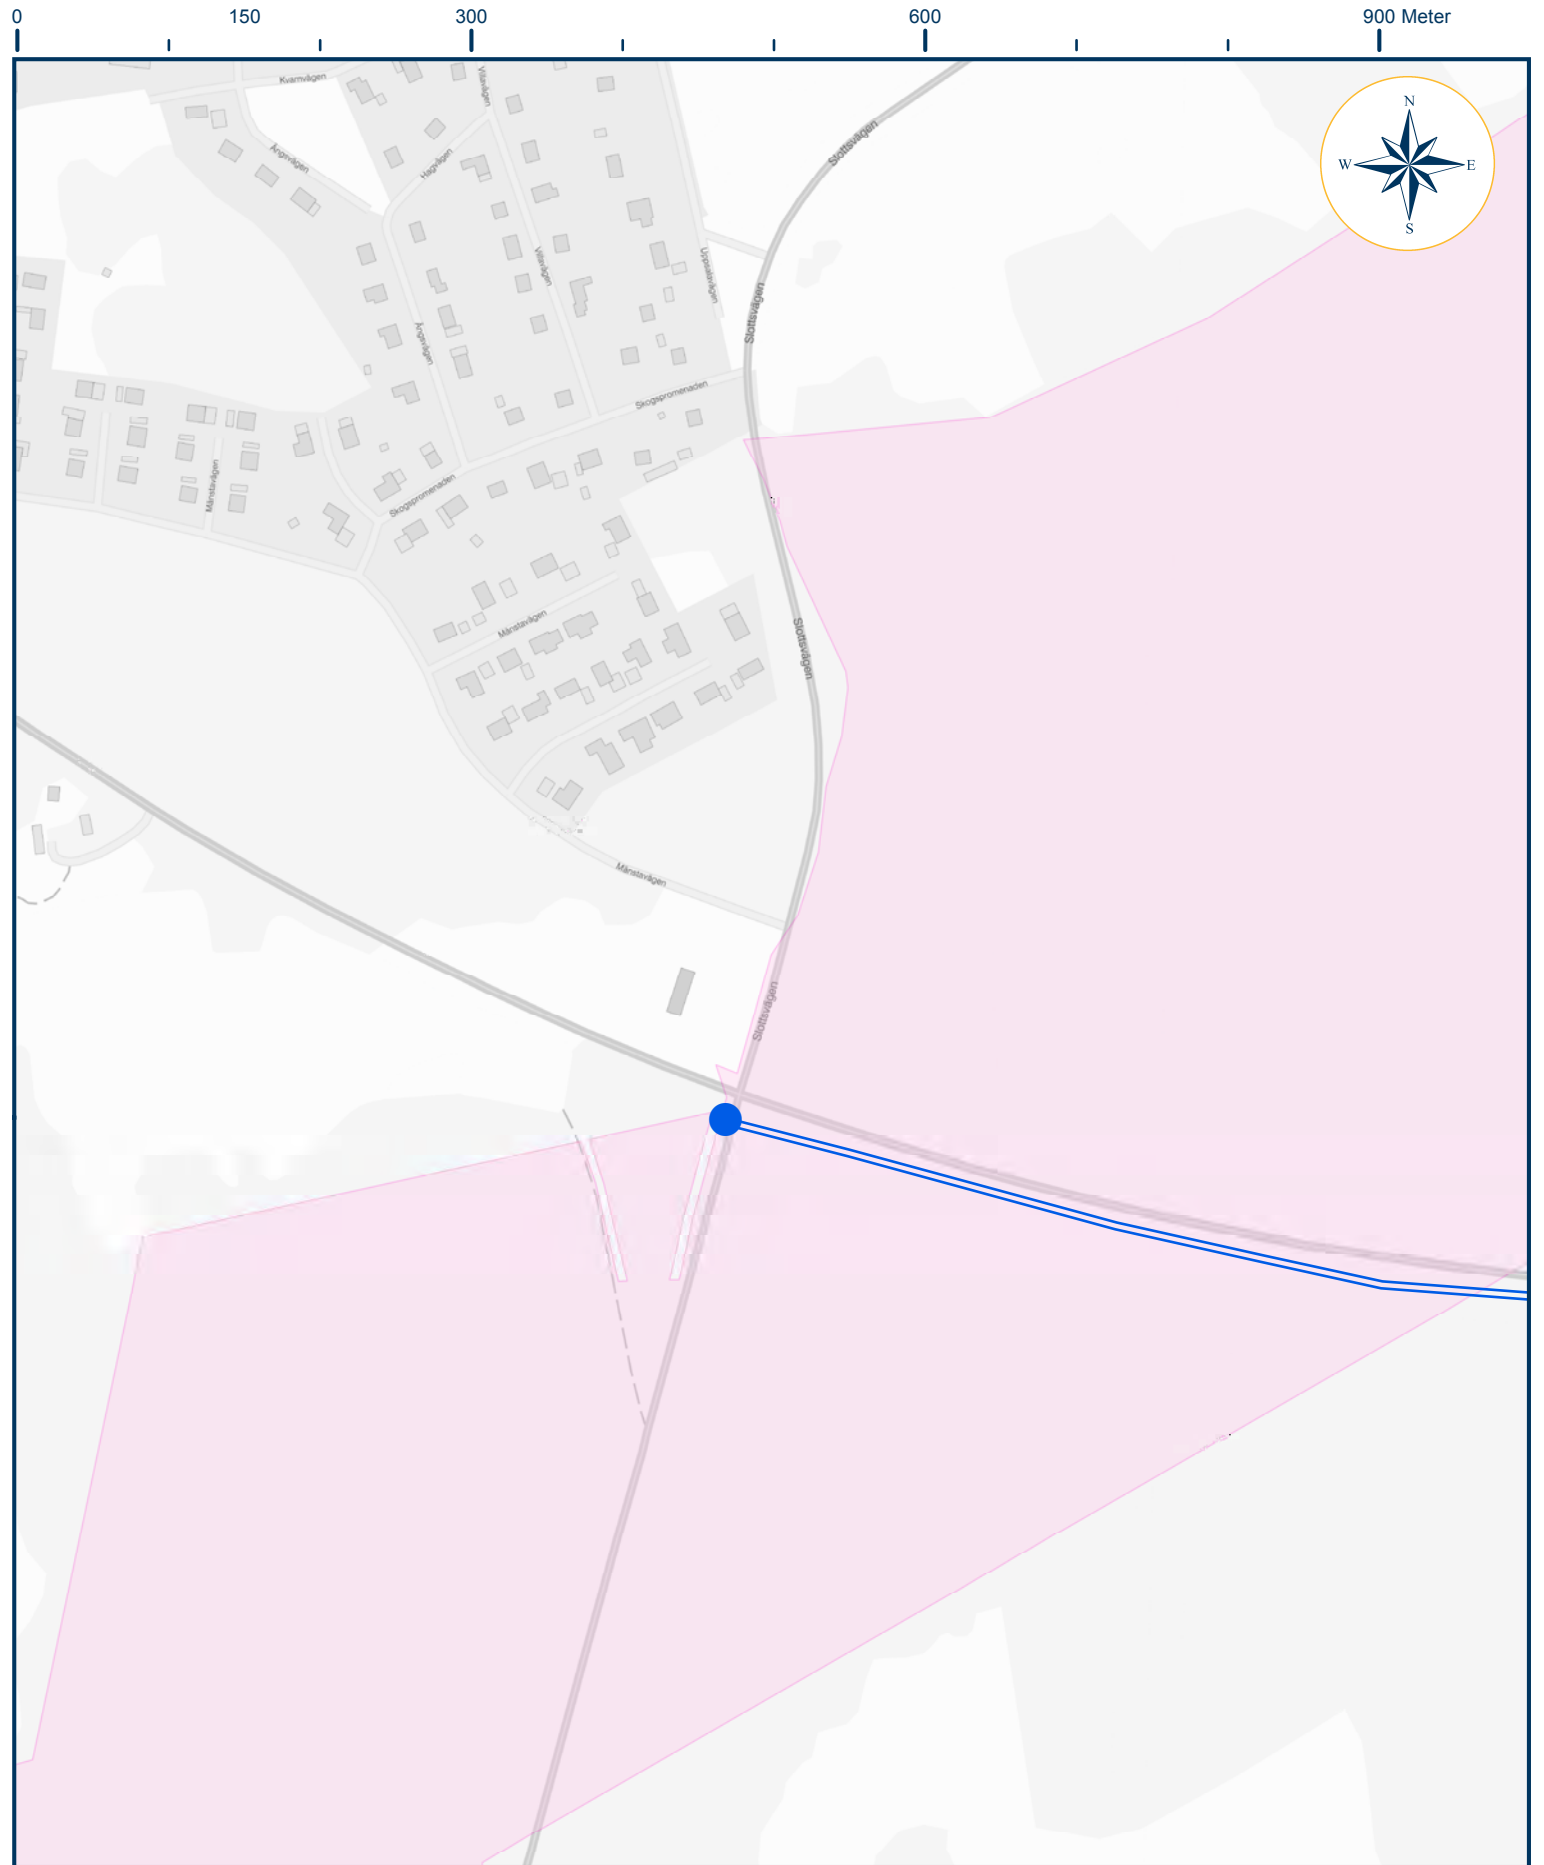 0 150 300 600 900 Meter
Kvarnvägen
Villavägen
N
W E
S
Slottsvägen
Ängsvägen
Hagvägen
Villavägen
Uppsalavägen
Slottsvägen
Ängsvägen
Skogspromenaden
Månstavägen
Skogspromenaden
Månstavägen
Slottsvägen
Månstavägen
Slottsvägen